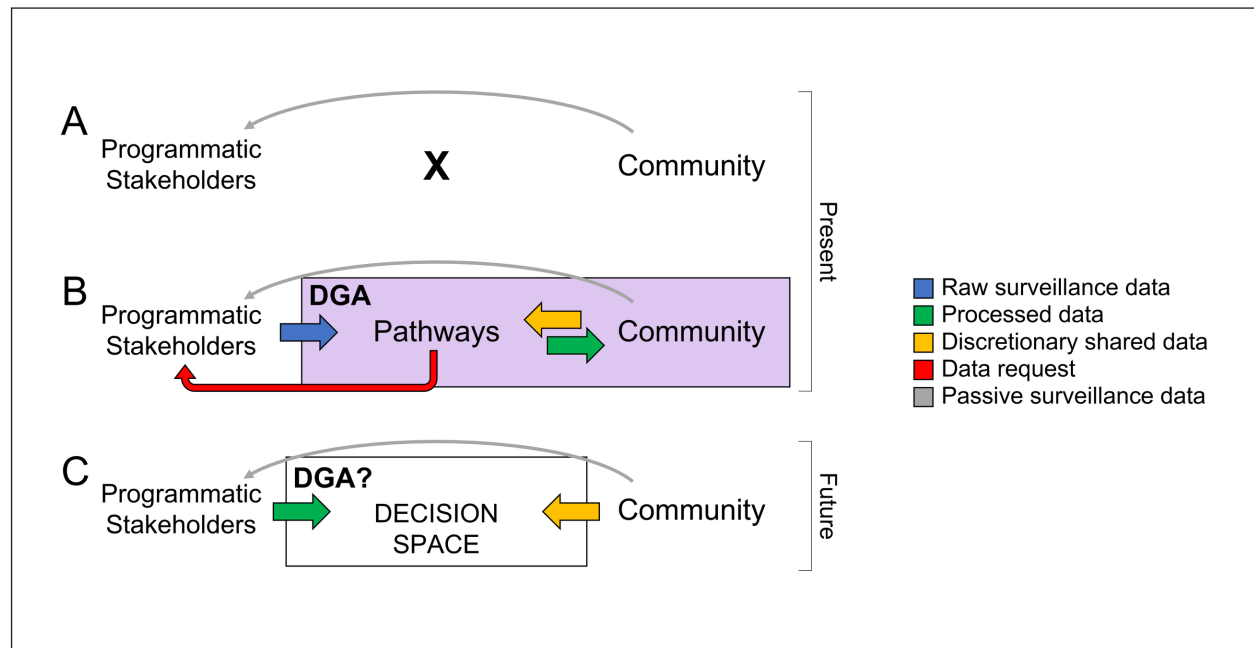 A
Programmatic
Stakeholders
X
Community
Present
B
DGA
Programmatic
Stakeholders
Pathways
Community
Raw surveillance data
Processed data
Discretionary shared data
Data request
Passive surveillance data
C
DGA?
Programmatic
Stakeholders
DECISION
SPACE
Community
Future